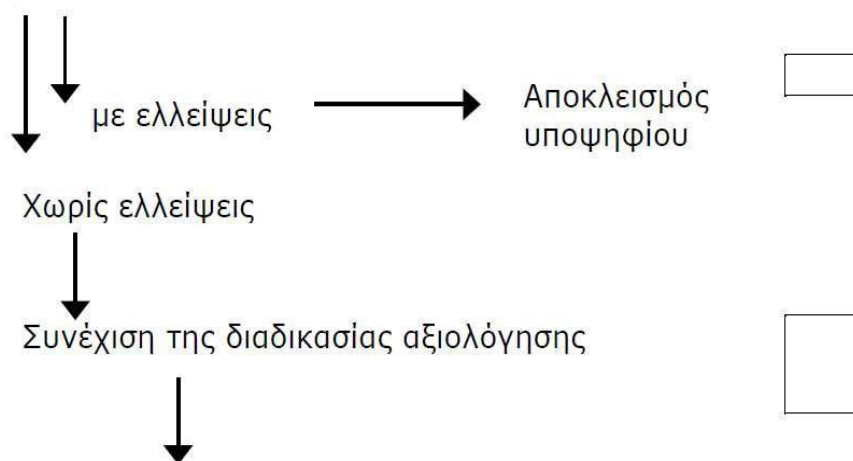 με ελλείψεις
Αποκλεισμός
υποψηφίου
Χωρίς ελλείψεις
Συνέχιση της διαδικασίας αξιολόγησης